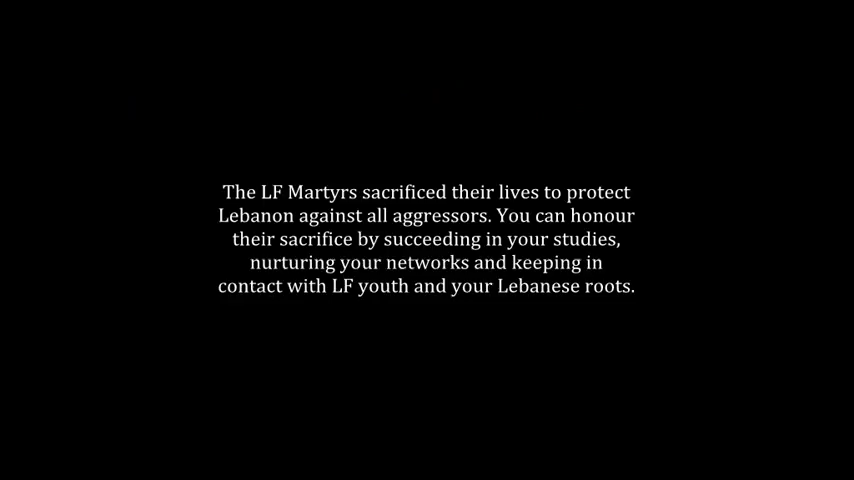 The LF Martyrs sacrificed their lives to protect
Lebanon against all aggressors. You can honour
their sacrifice by succeeding in your studies,
nurturing your networks and keeping in
contact with LF youth and your Lebanese roots.